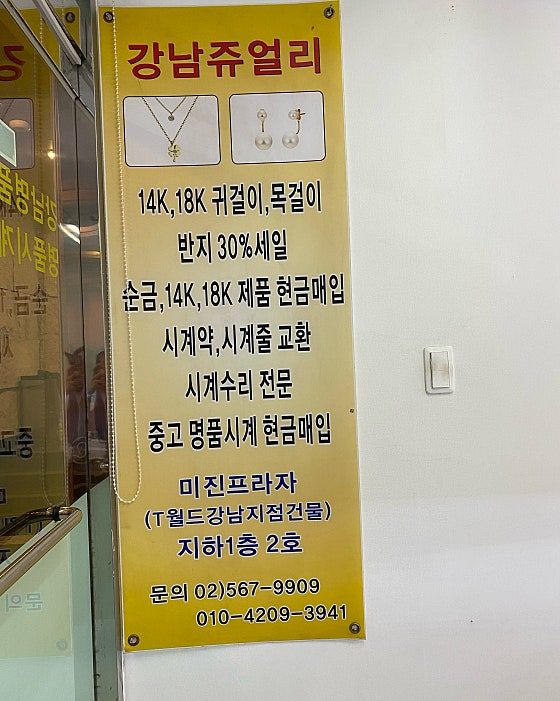 강남쥬얼리
14K,18K 귀걸이,목걸이
반지 30%세일
순금,14K,18K 제품 현금매입
시계약,시계줄 교환
시계수리 전문
중고 명품시계 현금매입
미진프라자
(T월드강남지점건물)
지하1층 2호
문의 02)567-9909
010-4209-3941